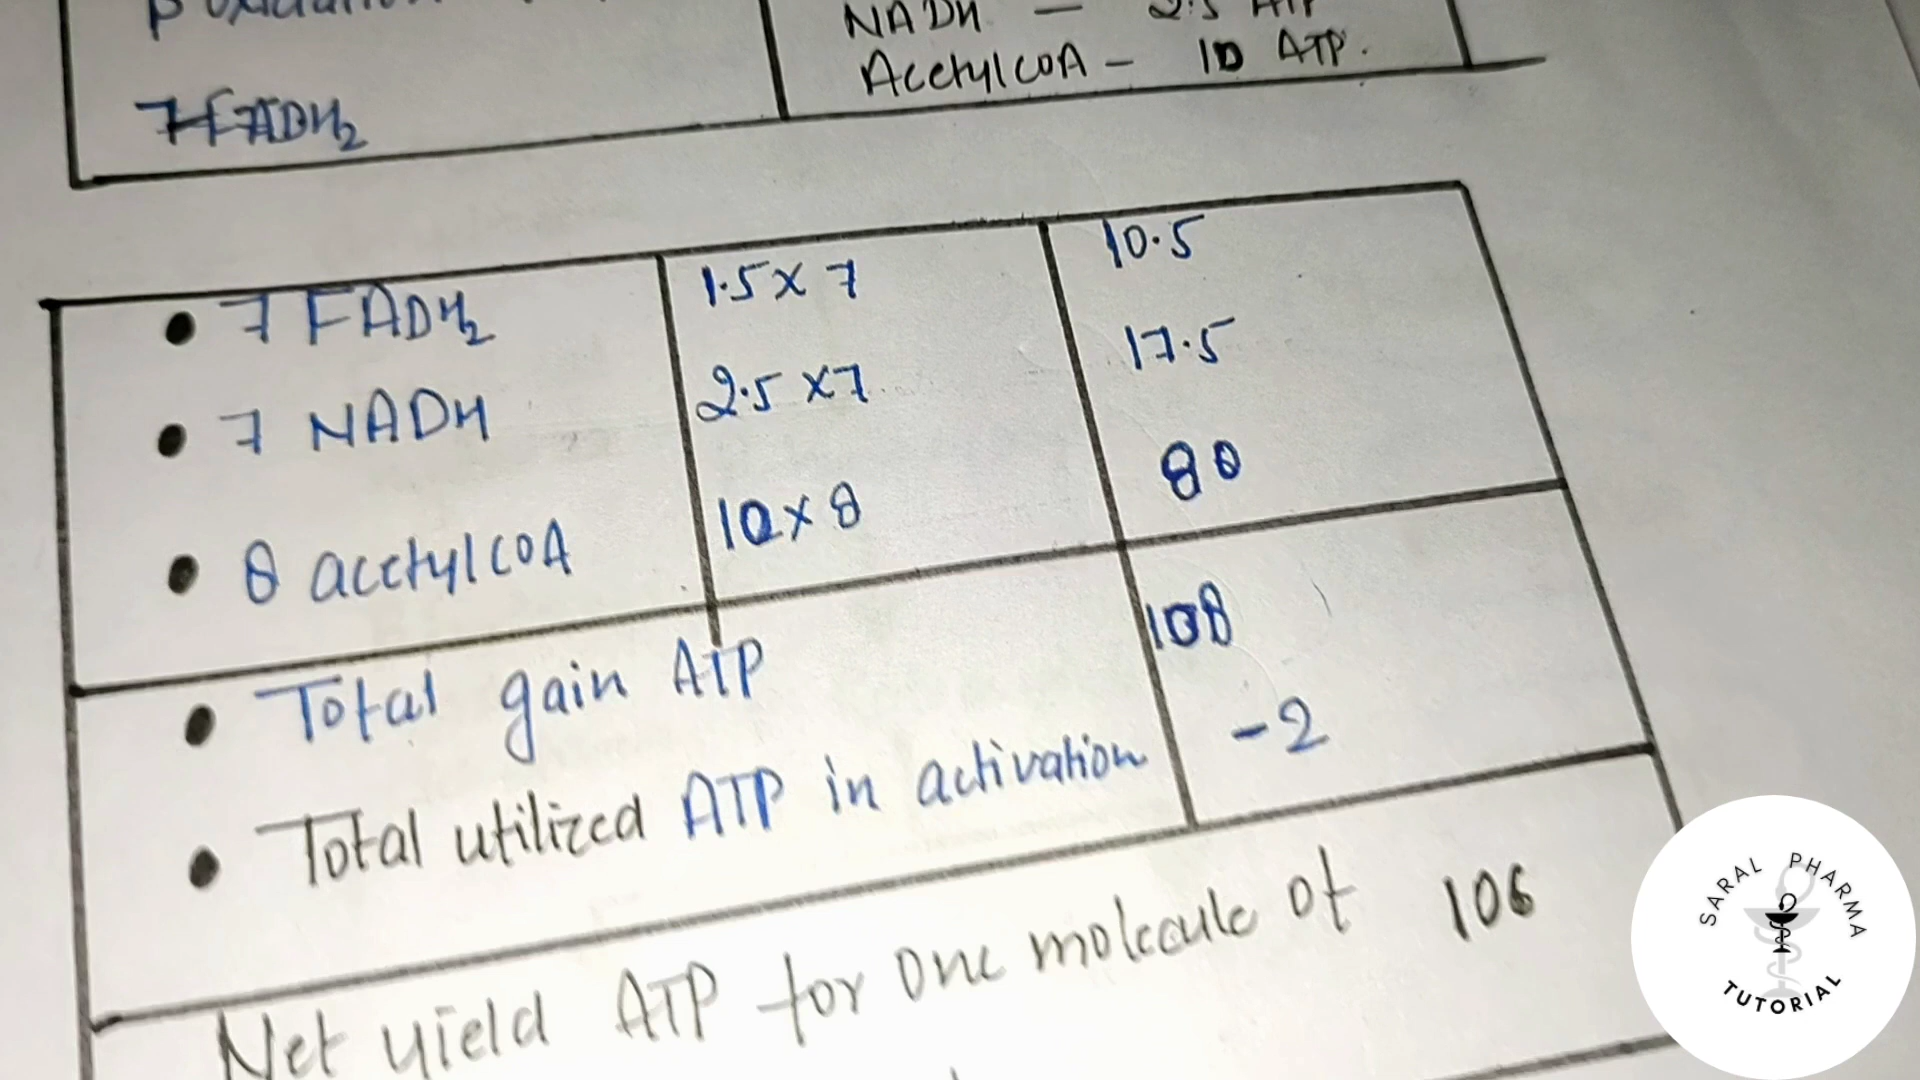 β oxidation
NADH — 2.5 ATP
AcetylcoA — 10 ATP.
7FADH₂
• 7 FADH₂ 1.5 x 7 10.5
• 7 NADH 2.5 x 7 17.5
• 8 acetylcoA 10 x 8 80
• Total gain ATP 108
• Total utilized ATP in activation -2
Net yield ATP for one molecule of 106
SARAL PHARMA
TUTORIAL